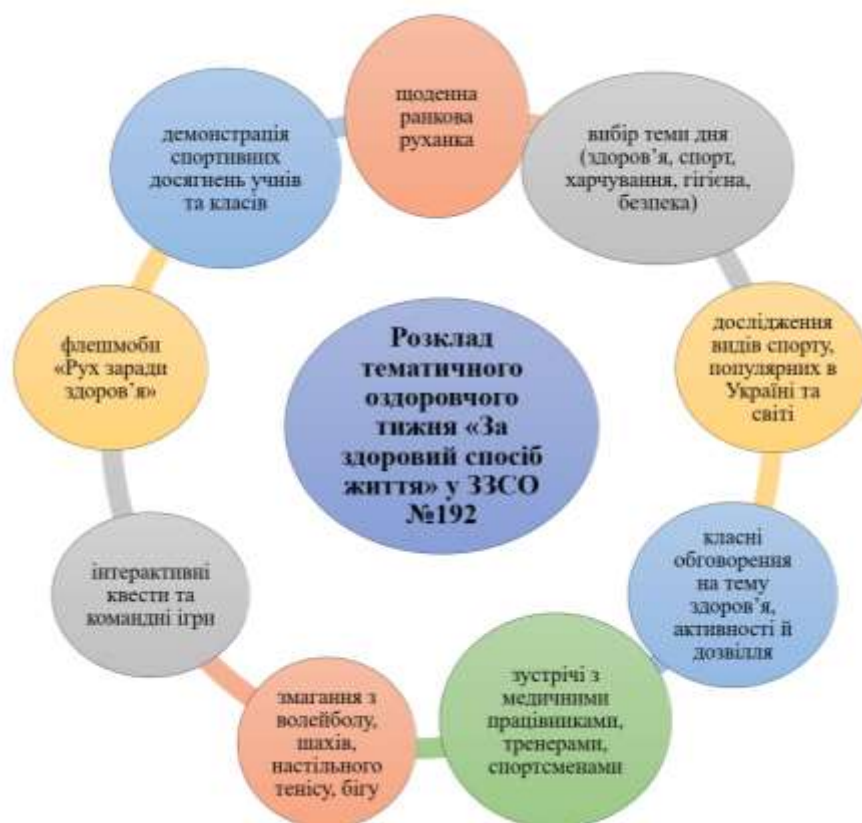 щоденна
ранкова
руханка
вибір теми дня
(здоров’я, спорт,
харчування, гігієна,
безпека)
дослідження
видів спорту,
популярних в
Україні та
світі
класні
обговорення
на тему
здоров’я,
активності й
дозвілля
зустрічі з
медичними
працівниками,
тренерами,
спортсменами
змагання з
волейболу,
шахів,
настільного
тенісу, бігу
інтерактивні
квести та
командні ігри
флешмоби
«Рух заради
здоров’я»
демонстрація
спортивних
досягнень учнів
та класів
Розклад
тематичного
оздоровчого
тижня «За
здоровий спосіб
життя» у ЗЗСО
№192